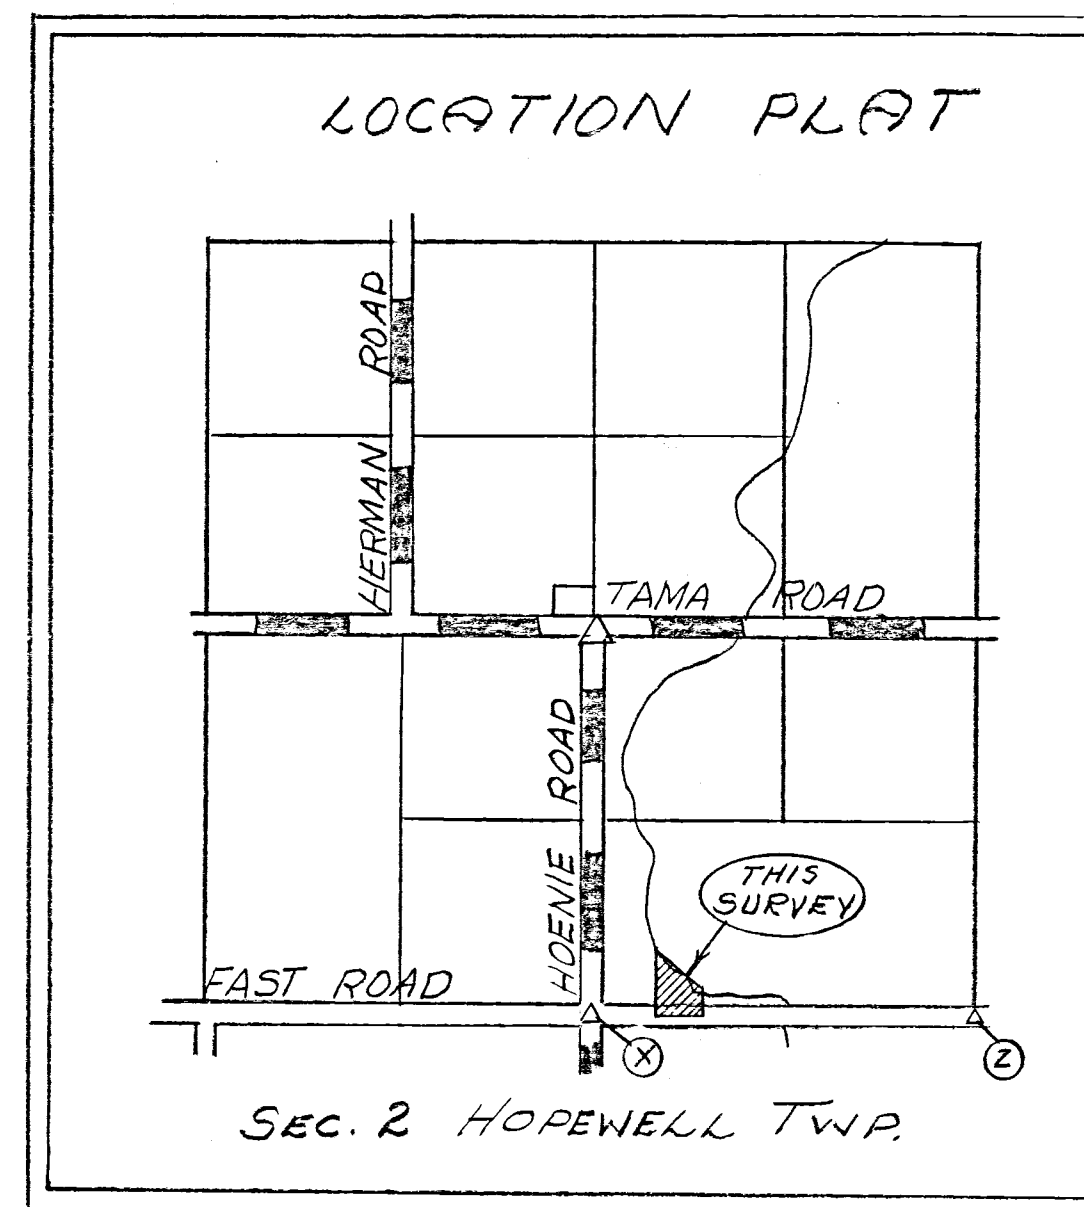 LOCATION PLAT
HERMAN ROAD
TAMA ROAD
HOENIE ROAD
THIS
SURVEY
FAST ROAD
X
Z
SEC. 2 HOPEWELL TWP.